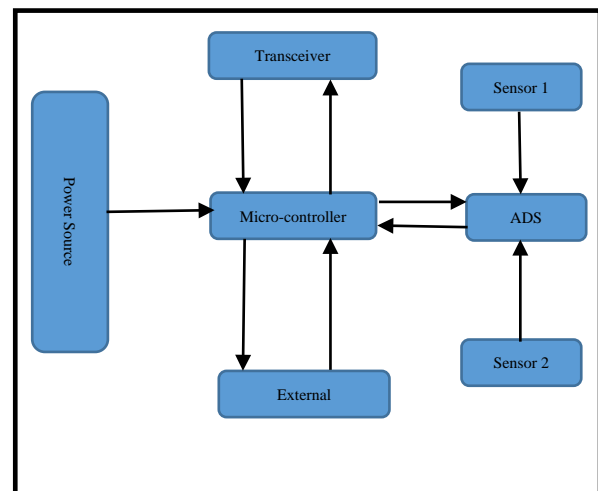 Transceiver
Sensor 1
Power Source
Micro-controller
ADS
Sensor 2
External